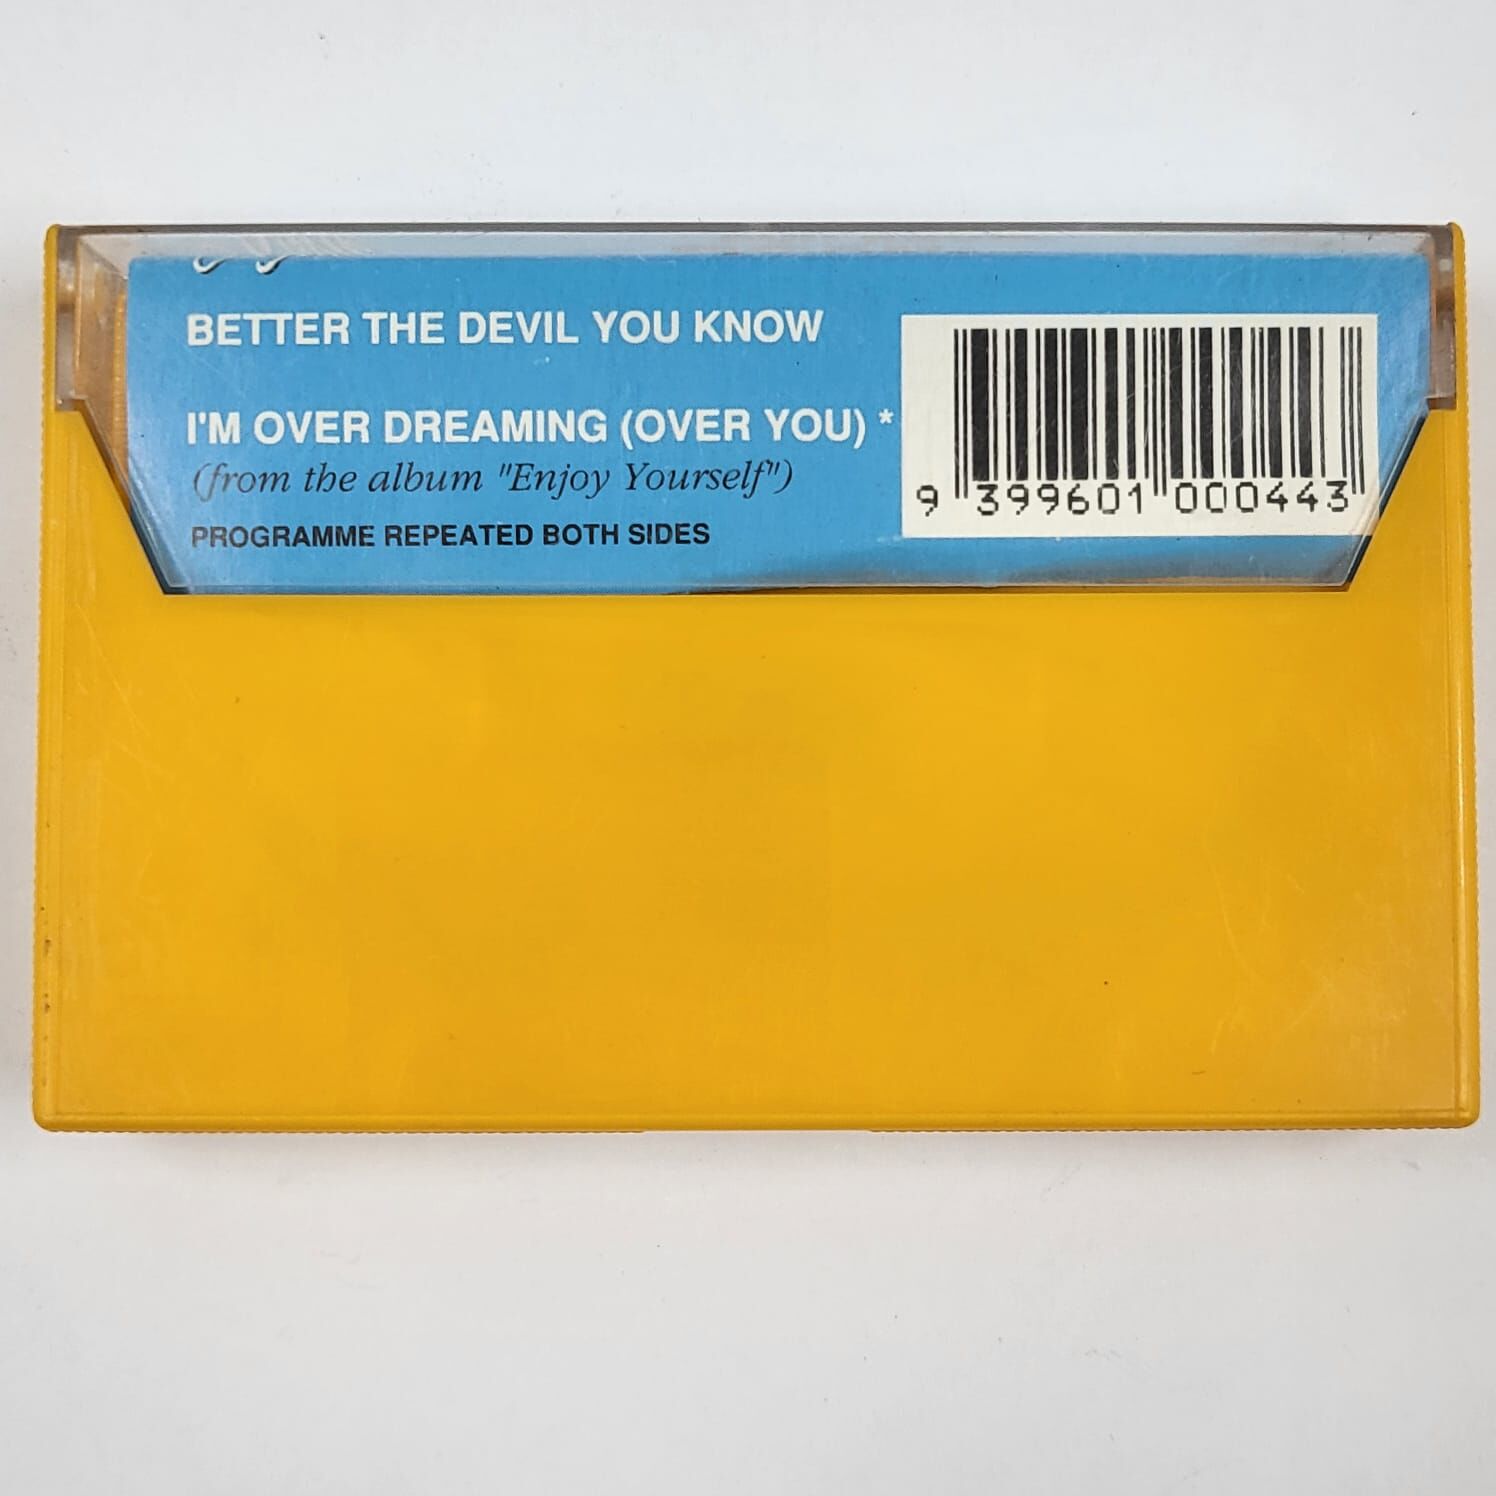 BETTER THE DEVIL YOU KNOW
I'M OVER DREAMING (OVER YOU) *
(from the album "Enjoy Yourself")
PROGRAMME REPEATED BOTH SIDES
9 399601 000443